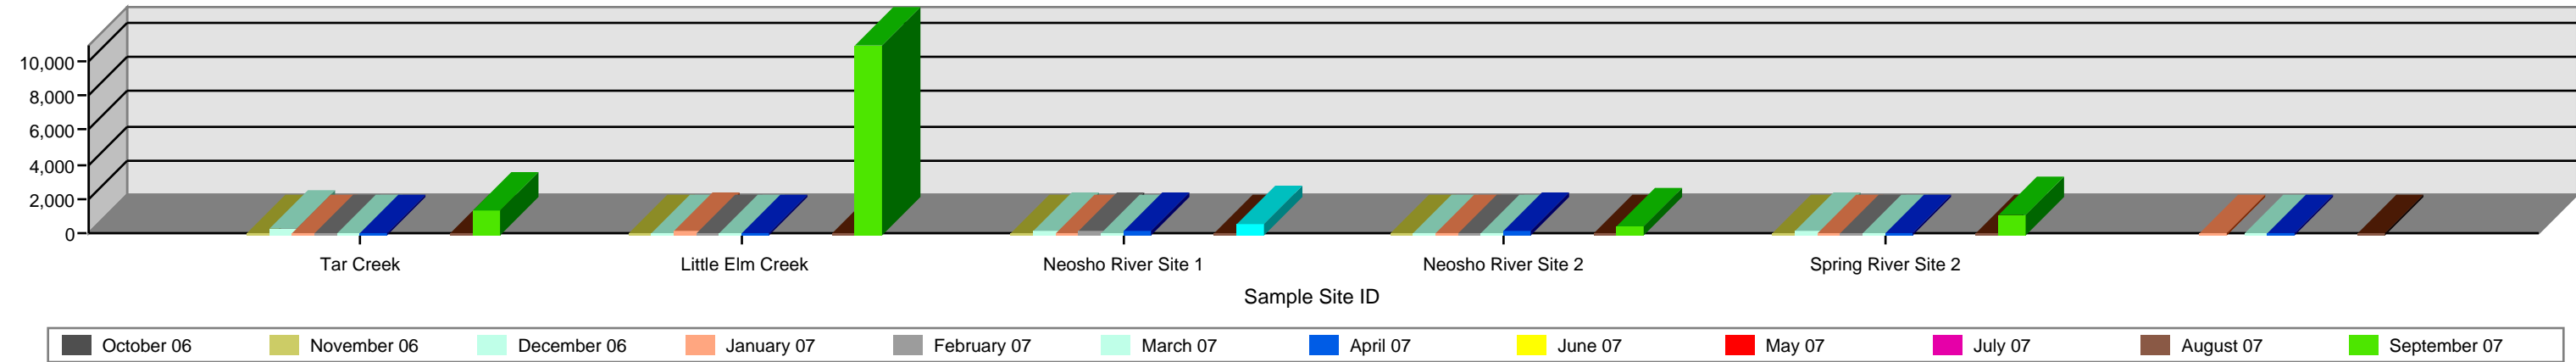 10,000
8,000
6,000
4,000
2,000
0
Tar Creek Little Elm Creek Neosho River Site 1 Neosho River Site 2 Spring River Site 2
Sample Site ID
October 06 November 06 December 06 January 07 February 07 March 07 April 07 June 07 May 07 July 07 August 07 September 07